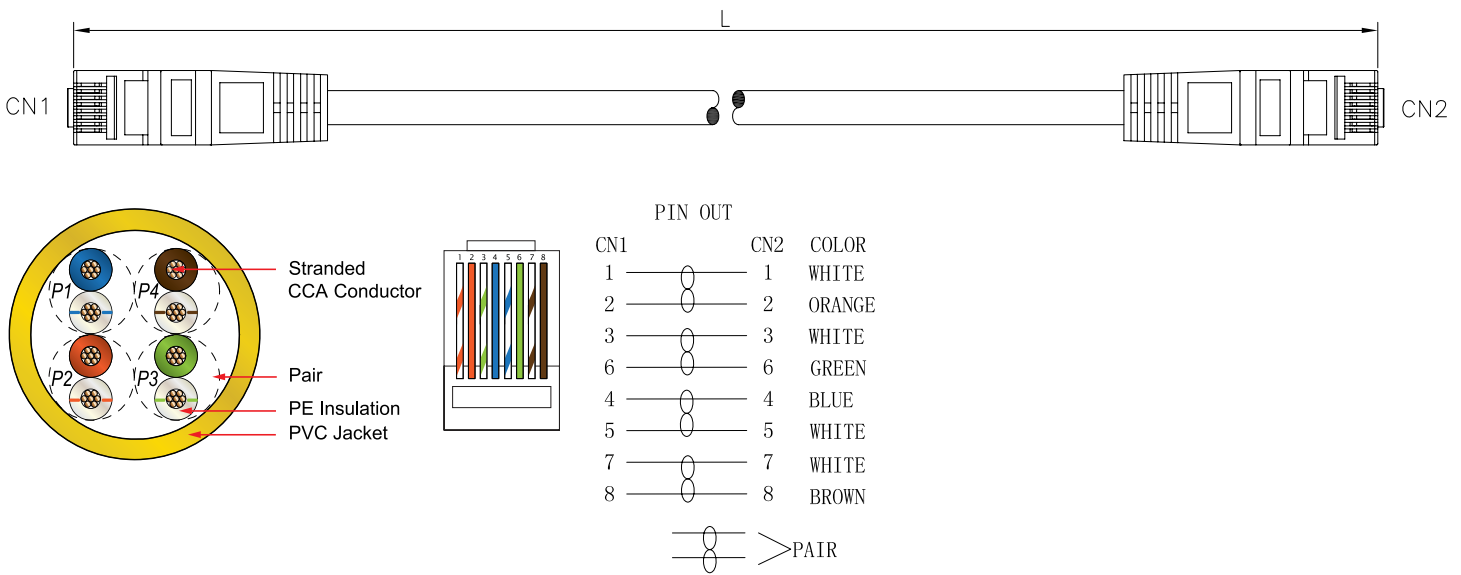 L
CN1
CN2
P1
P4
P2
P3
Stranded
CCA Conductor
Pair
PE Insulation
PVC Jacket
1 2 3 4 5 6 7 8
PIN OUT
CN1 CN2 COLOR
1 1 WHITE
2 2 ORANGE
3 3 WHITE
6 6 GREEN
4 4 BLUE
5 5 WHITE
7 7 WHITE
8 8 BROWN
PAIR